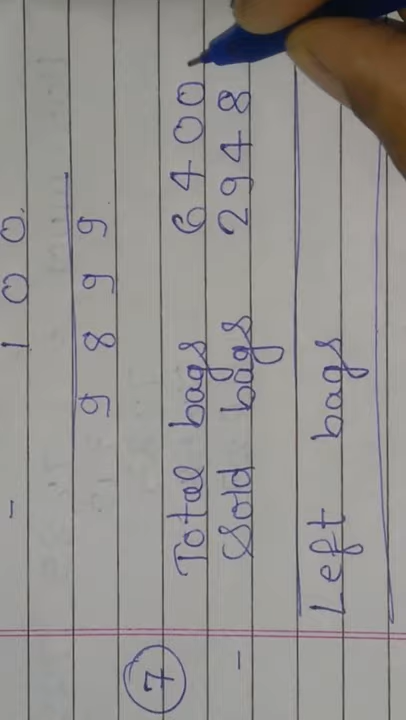 - 100
9899
7 Total bags 6400
- Sold bags 2948
Left bags